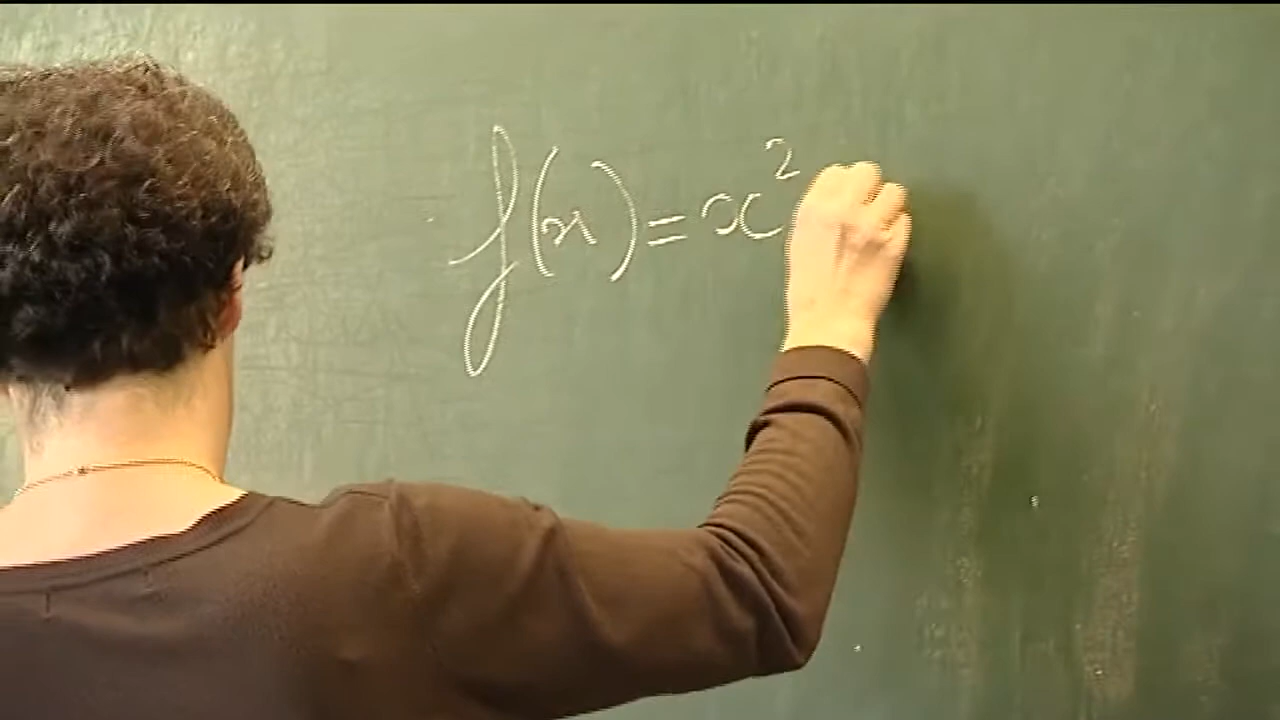 f(x) = x²